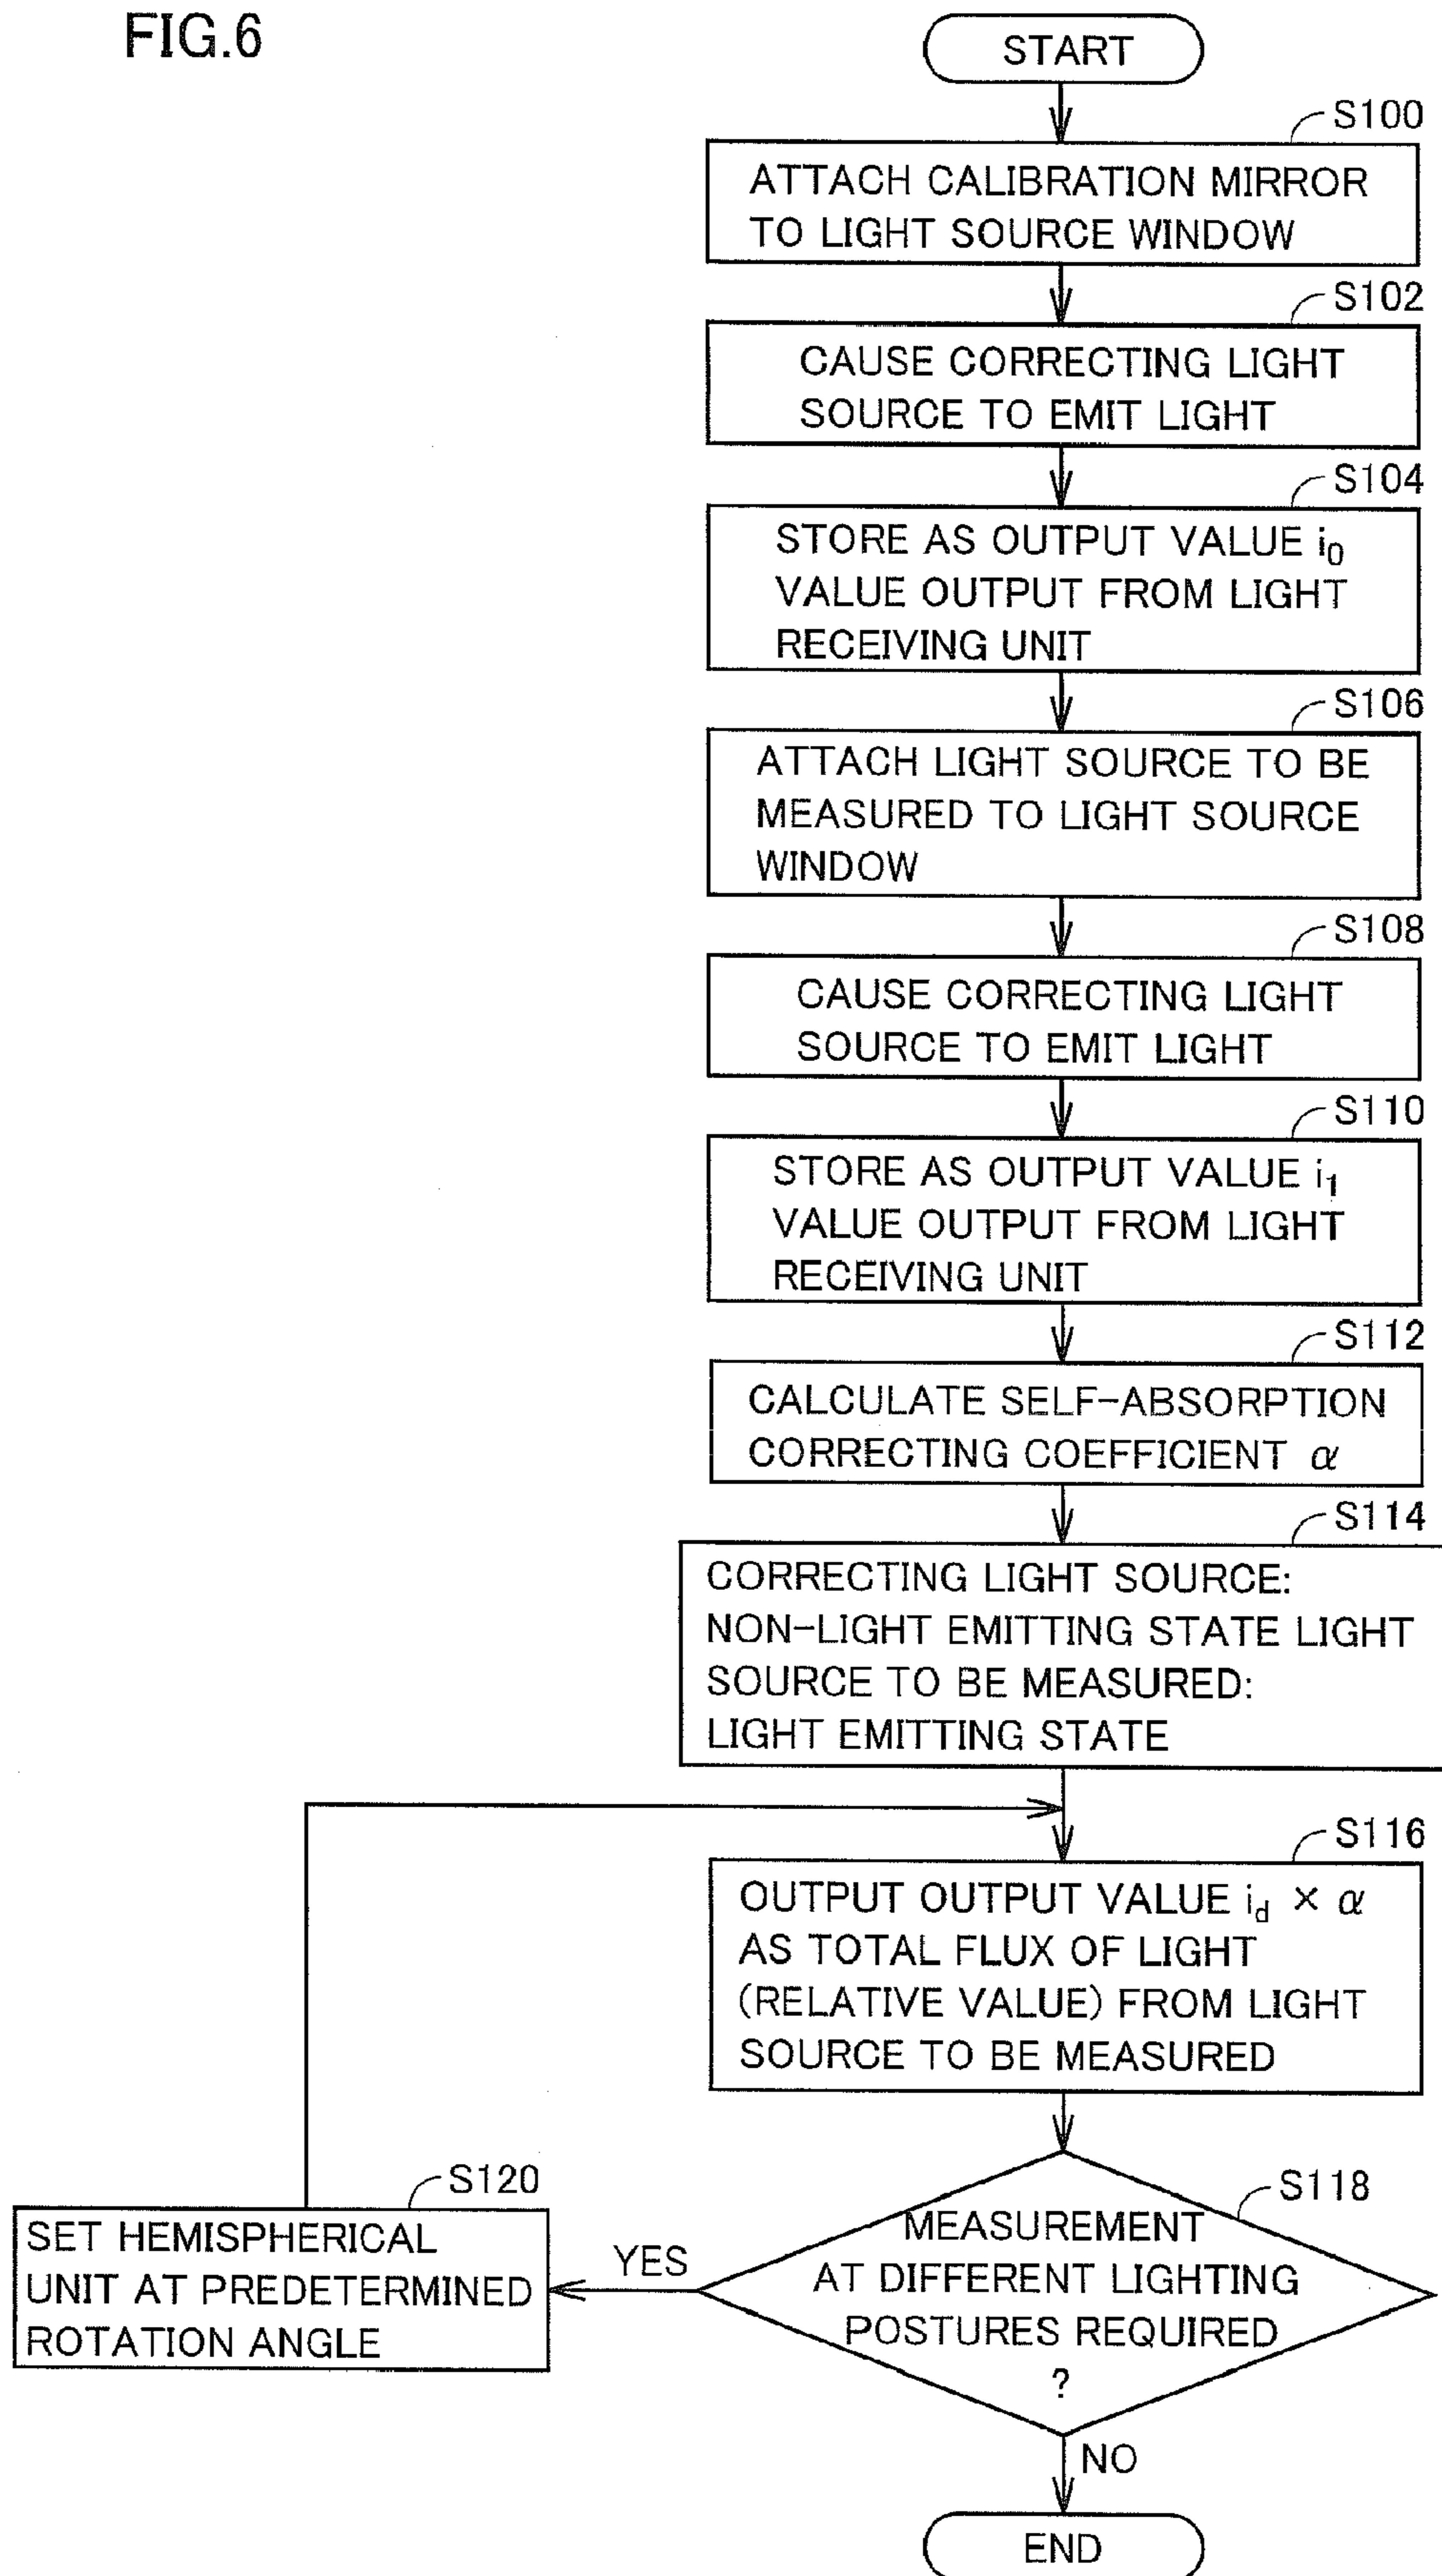 FIG.6
START
S100
ATTACH CALIBRATION MIRROR
TO LIGHT SOURCE WINDOW
S102
CAUSE CORRECTING LIGHT
SOURCE TO EMIT LIGHT
S104
STORE AS OUTPUT VALUE i₀
VALUE OUTPUT FROM LIGHT
RECEIVING UNIT
S106
ATTACH LIGHT SOURCE TO BE
MEASURED TO LIGHT SOURCE
WINDOW
S108
CAUSE CORRECTING LIGHT
SOURCE TO EMIT LIGHT
S110
STORE AS OUTPUT VALUE i₁
VALUE OUTPUT FROM LIGHT
RECEIVING UNIT
S112
CALCULATE SELF-ABSORPTION
CORRECTING COEFFICIENT α
S114
CORRECTING LIGHT SOURCE:
NON-LIGHT EMITTING STATE LIGHT
SOURCE TO BE MEASURED:
LIGHT EMITTING STATE
S116
OUTPUT OUTPUT VALUE i_d × α
AS TOTAL FLUX OF LIGHT
(RELATIVE VALUE) FROM LIGHT
SOURCE TO BE MEASURED
S118
MEASUREMENT
AT DIFFERENT LIGHTING
POSTURES REQUIRED
?
YES
S120
SET HEMISPHERICAL
UNIT AT PREDETERMINED
ROTATION ANGLE
NO
END